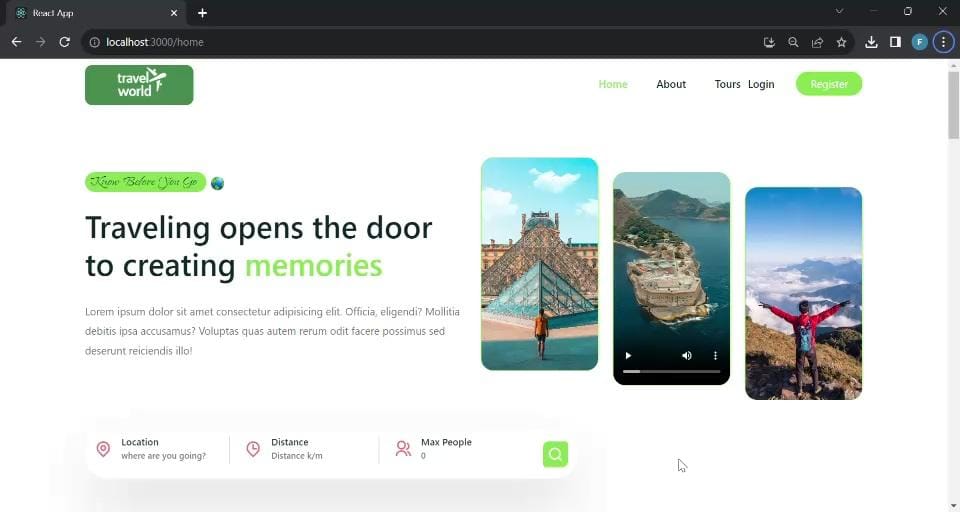 React App
localhost:3000/home
F
travel
world
Home About Tours Login Register
Know Before You Go
Traveling opens the door
to creating memories
Lorem ipsum dolor sit amet consectetur adipisicing elit. Officia, eligendi? Mollitia
debitis ipsa accusamus? Voluptas quas autem rerum odit facere possimus sed
deserunt reiciendis illo!
Location
where are you going?
Distance
Distance k/m
Max People
0